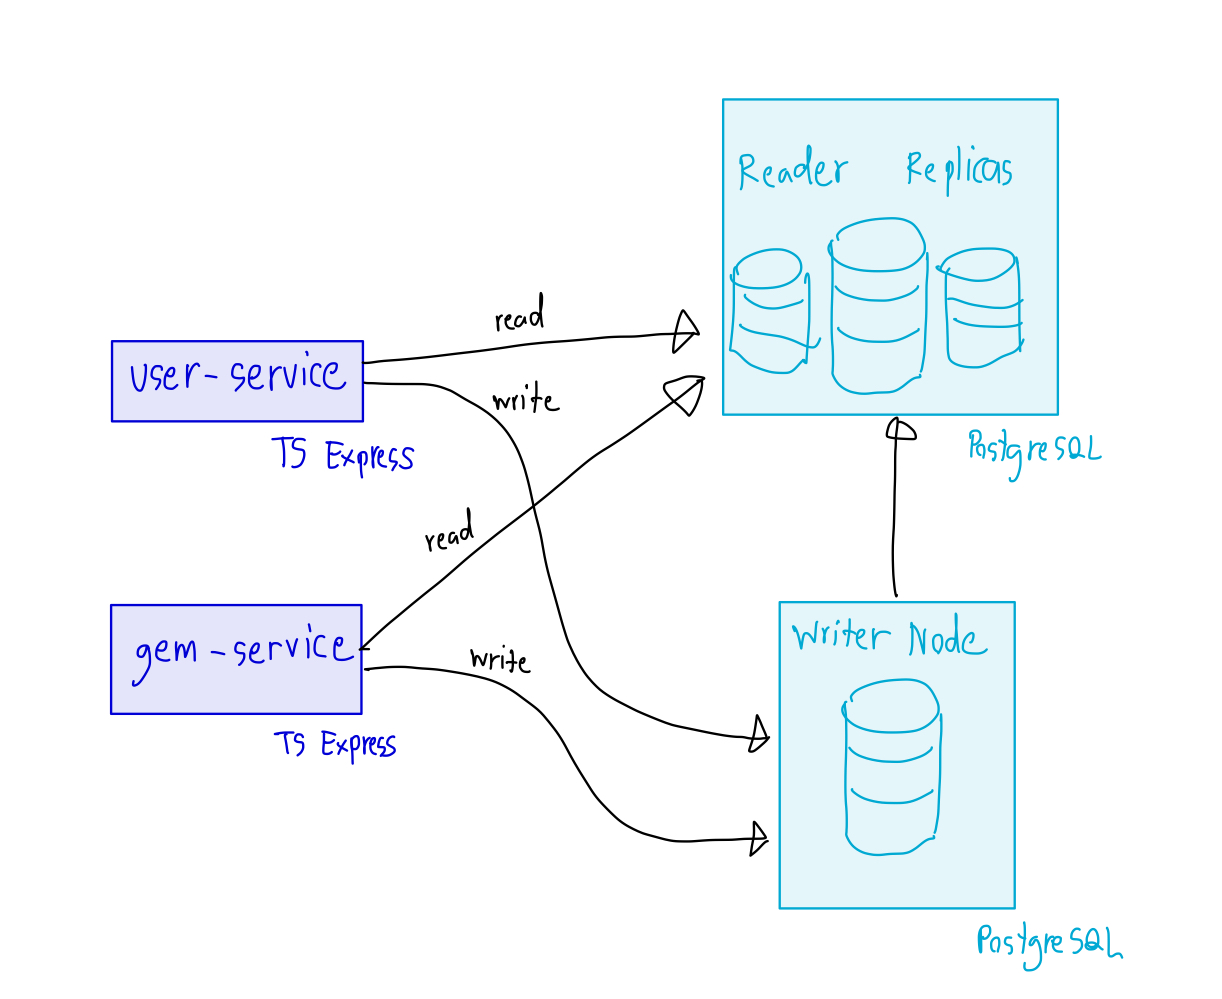 Reader Replicas
read
user-service
write
TS Express
PostgreSQL
read
gem-service
write
TS Express
Writer Node
PostgreSQL